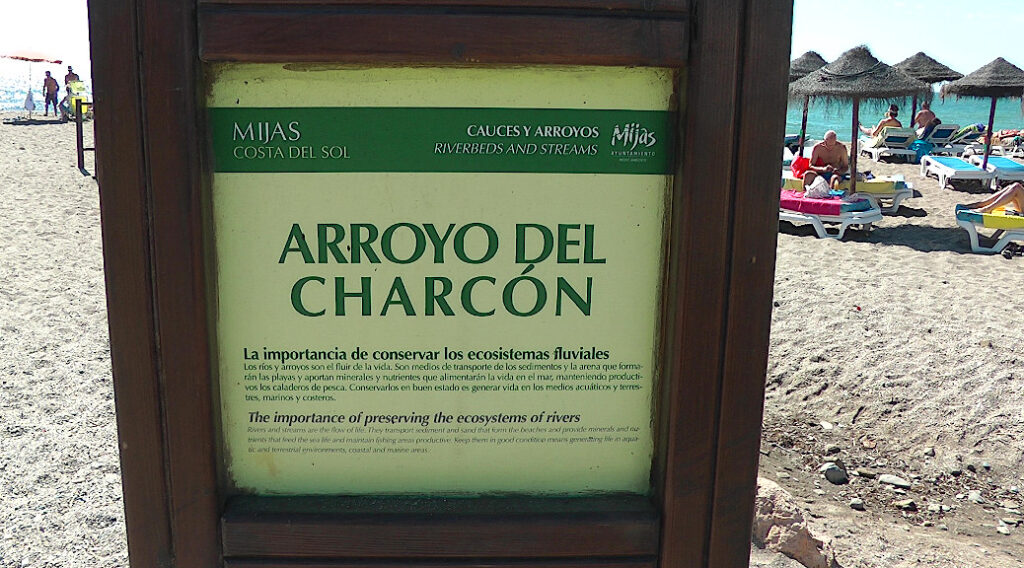 MIJAS
COSTA DEL SOL
CAUCES Y ARROYOS
RIVERBEDS AND STREAMS
Mijas
AYUNTAMIENTO
MEDIO AMBIENTE
ARROYO DEL
CHARCÓN
La importancia de conservar los ecosistemas fluviales
Los ríos y arroyos son el fluir de la vida. Son medios de transporte de los sedimentos y la arena que forma-
rán las playas y aportan minerales y nutrientes que alimentarán la vida en el mar, manteniendo producti-
vos los caladeros de pesca. Conservarlos en buen estado es generar vida en los medios acuáticos y terres-
tres, marinos y costeros.
The importance of preserving the ecosystems of rivers
Rivers and streams are the flow of life. They transport sediment and sand that form the beaches and provide minerals and nu-
trients that feed the sea life and maintain fishing areas productive. Keep them in good condition means generating life in aqua-
tic and terrestrial environments, coastal and marine areas.